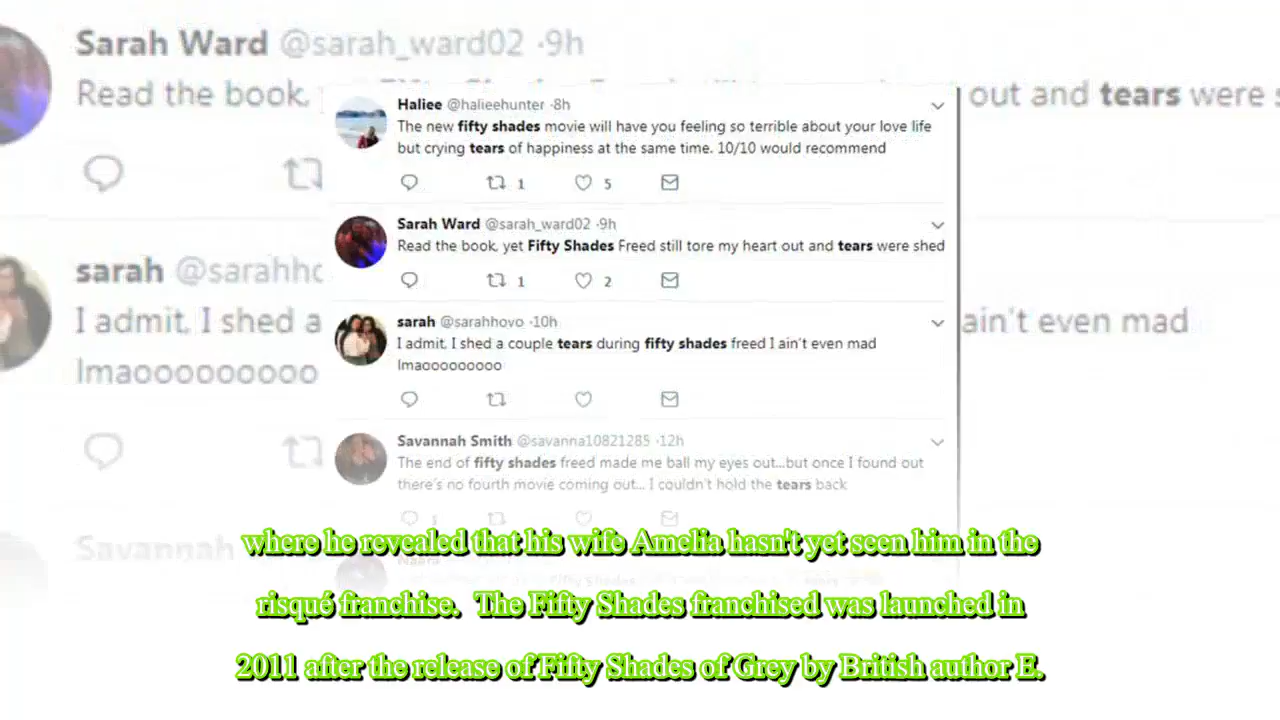 Sarah Ward @sarah_ward02 ·9h
Read the book, out and tears were s
sarah @sarahho
I admit, I shed a ain't even mad
lmaooooooooo
Savannah
Haliee @halieehunter ·8h
The new fifty shades movie will have you feeling so terrible about your love life
but crying tears of happiness at the same time. 10/10 would recommend
1 5
Sarah Ward @sarah_ward02 ·9h
Read the book, yet Fifty Shades Freed still tore my heart out and tears were shed
1 2
sarah @sarahhovo ·10h
I admit, I shed a couple tears during fifty shades freed I ain't even mad
lmaooooooooo
Savannah Smith @savanna10821285 ·12h
The end of fifty shades freed made me ball my eyes out...but once I found out
there's no fourth movie coming out... I couldn't hold the tears back
where he revealed that his wife Amelia hasn't yet seen him in the
risqué franchise. The Fifty Shades franchised was launched in
2011 after the release of Fifty Shades of Grey by British author E.